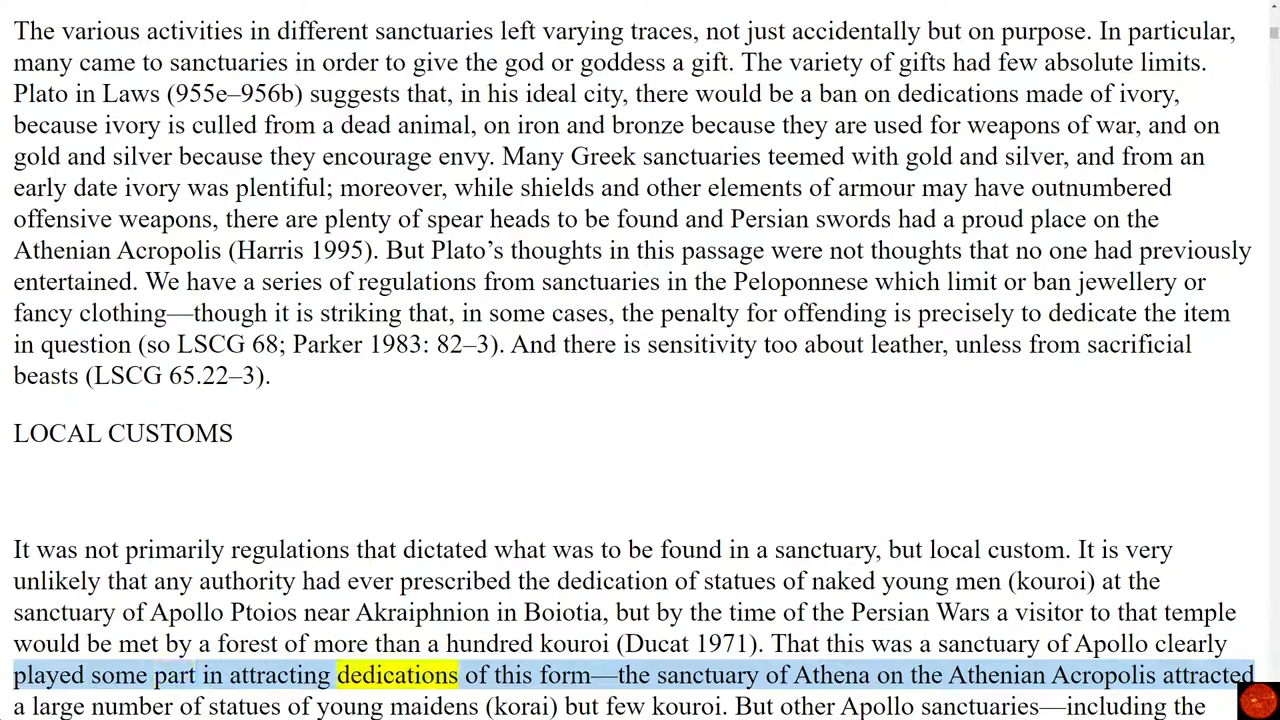 The various activities in different sanctuaries left varying traces, not just accidentally but on purpose. In particular,
many came to sanctuaries in order to give the god or goddess a gift. The variety of gifts had few absolute limits.
Plato in Laws (955e–956b) suggests that, in his ideal city, there would be a ban on dedications made of ivory,
because ivory is culled from a dead animal, on iron and bronze because they are used for weapons of war, and on
gold and silver because they encourage envy. Many Greek sanctuaries teemed with gold and silver, and from an
early date ivory was plentiful; moreover, while shields and other elements of armour may have outnumbered
offensive weapons, there are plenty of spear heads to be found and Persian swords had a proud place on the
Athenian Acropolis (Harris 1995). But Plato’s thoughts in this passage were not thoughts that no one had previously
entertained. We have a series of regulations from sanctuaries in the Peloponnese which limit or ban jewellery or
fancy clothing—though it is striking that, in some cases, the penalty for offending is precisely to dedicate the item
in question (so LSCG 68; Parker 1983: 82–3). And there is sensitivity too about leather, unless from sacrificial
beasts (LSCG 65.22–3).
LOCAL CUSTOMS
It was not primarily regulations that dictated what was to be found in a sanctuary, but local custom. It is very
unlikely that any authority had ever prescribed the dedication of statues of naked young men (kouroi) at the
sanctuary of Apollo Ptoios near Akraiphnion in Boiotia, but by the time of the Persian Wars a visitor to that temple
would be met by a forest of more than a hundred kouroi (Ducat 1971). That this was a sanctuary of Apollo clearly
played some part in attracting dedications of this form—the sanctuary of Athena on the Athenian Acropolis attracted
a large number of statues of young maidens (korai) but few kouroi. But other Apollo sanctuaries—including the